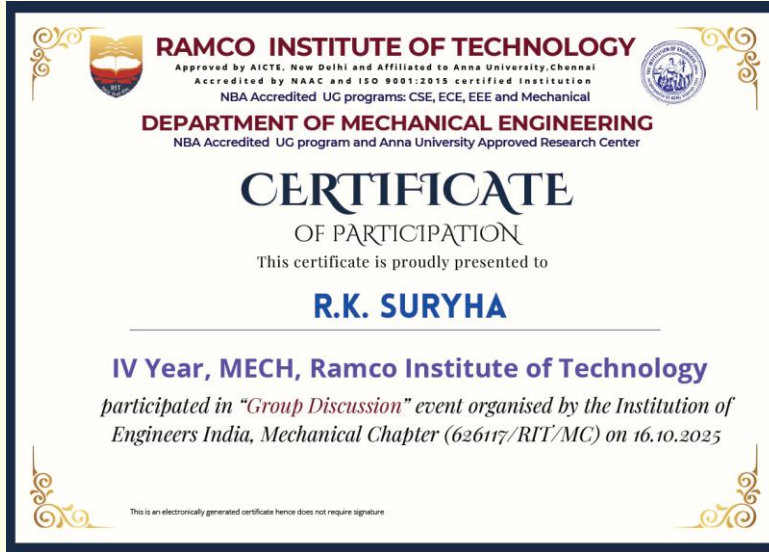 RAMCO INSTITUTE OF TECHNOLOGY
Approved by AICTE, New Delhi and Affiliated to Anna University,Chennai
Accredited by NAAC and ISO 9001:2015 certified Institution
NBA Accredited UG programs: CSE, ECE, EEE and Mechanical
RIT
DEPARTMENT OF MECHANICAL ENGINEERING
NBA Accredited UG program and Anna University Approved Research Center
CERTIFICATE
OF PARTICIPATION
This certificate is proudly presented to
R.K. SURYHA
IV Year, MECH, Ramco Institute of Technology
participated in “Group Discussion” event organised by the Institution of
Engineers India, Mechanical Chapter (626117/RIT/MC) on 16.10.2025
This is an electronically generated certificate hence does not require signature